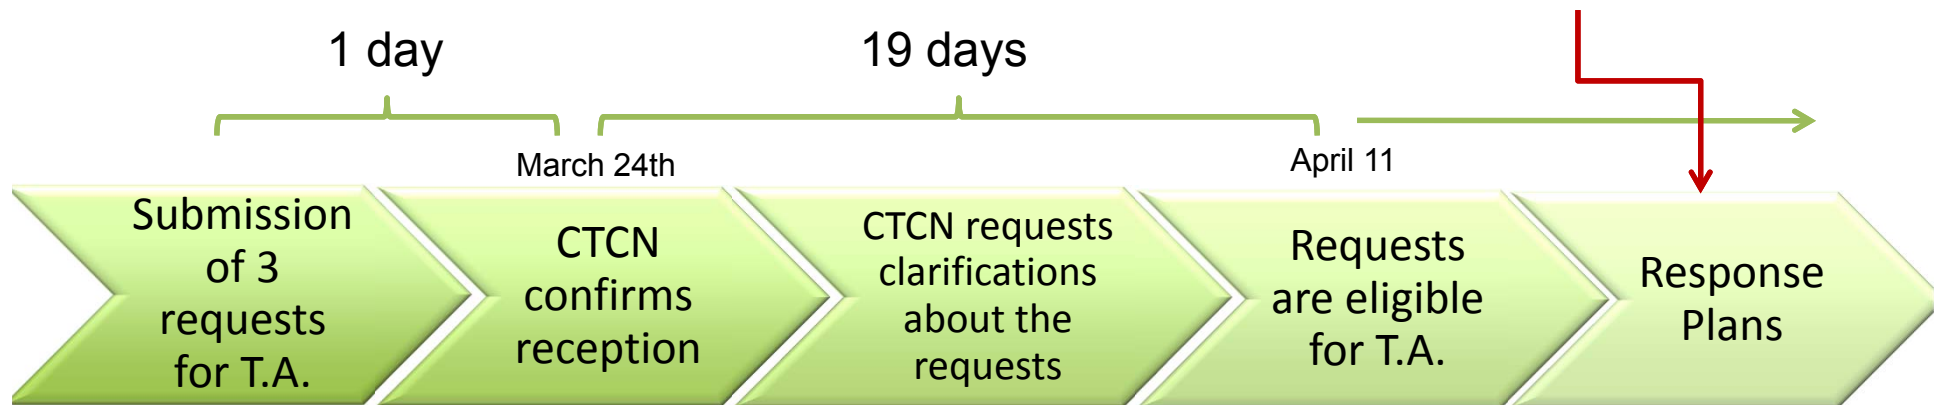 1 day
19 days
March 24th
April 11
Submission
of 3
requests
for T.A.
CTCN
confirms
reception
CTCN requests
clarifications
about the
requests
Requests
are eligible
for T.A.
Response
Plans